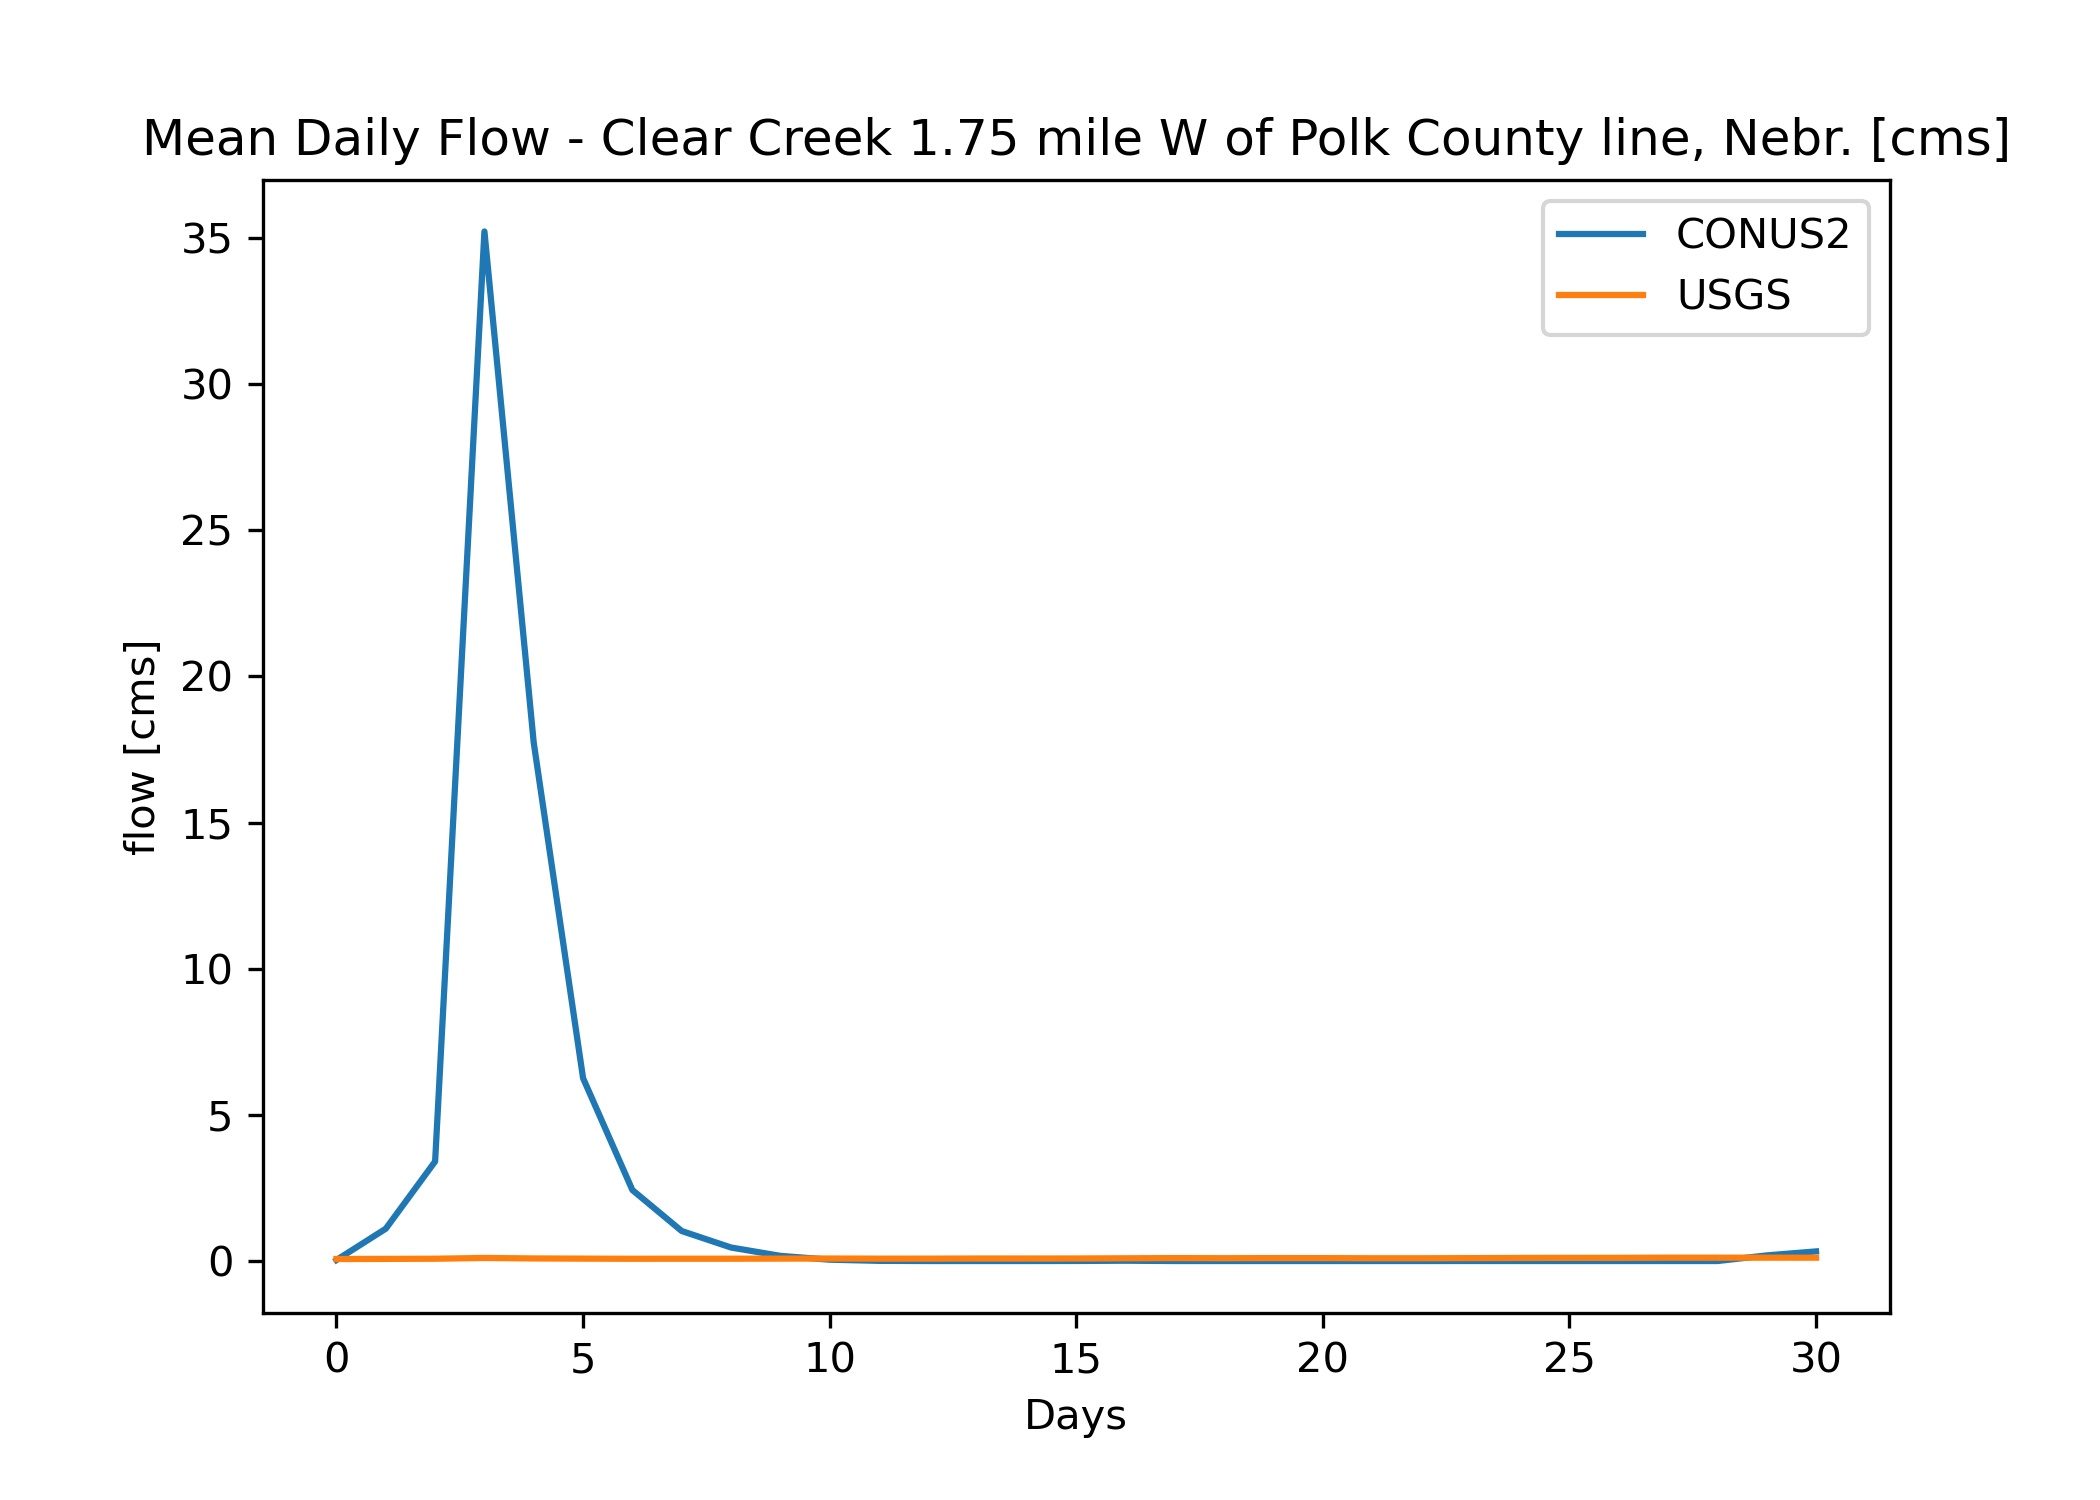 Mean Daily Flow - Clear Creek 1.75 mile W of Polk County line, Nebr. [cms]
CONUS2
USGS
flow [cms]
35
30
25
20
15
10
5
0
0 5 10 15 20 25 30
Days